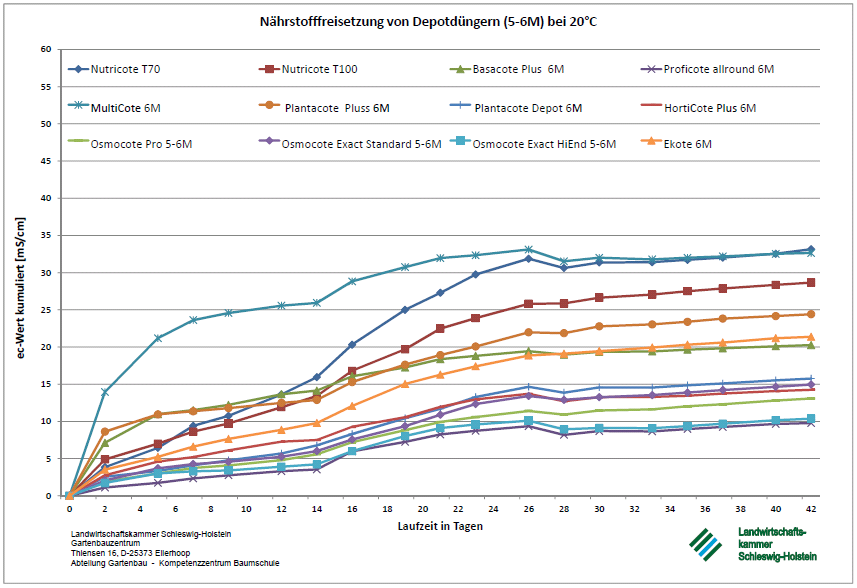 Nährstofffreisetzung von Depotdüngern (5-6M) bei 20°C
60
55
50
45
40
35
30
25
20
15
10
5
0
ec-Wert kumuliert [mS/cm]
Nutricote T70
Nutricote T100
Basacote Plus 6M
Proficote allround 6M
MultiCote 6M
Plantacote Pluss 6M
Plantacote Depot 6M
HortiCote Plus 6M
Osmocote Pro 5-6M
Osmocote Exact Standard 5-6M
Osmocote Exact HiEnd 5-6M
Ekote 6M
0 2 4 6 8 10 12 14 16 18 20 22 24 26 28 30 32 34 36 38 40 42
Laufzeit in Tagen
Landwirtschaftskammer Schleswig-Holstein
Gartenbauzentrum
Thiensen 16, D-25373 Ellerhoop
Abteilung Gartenbau - Kompetenzzentrum Baumschule
Landwirtschafts-
kammer
Schleswig-Holstein